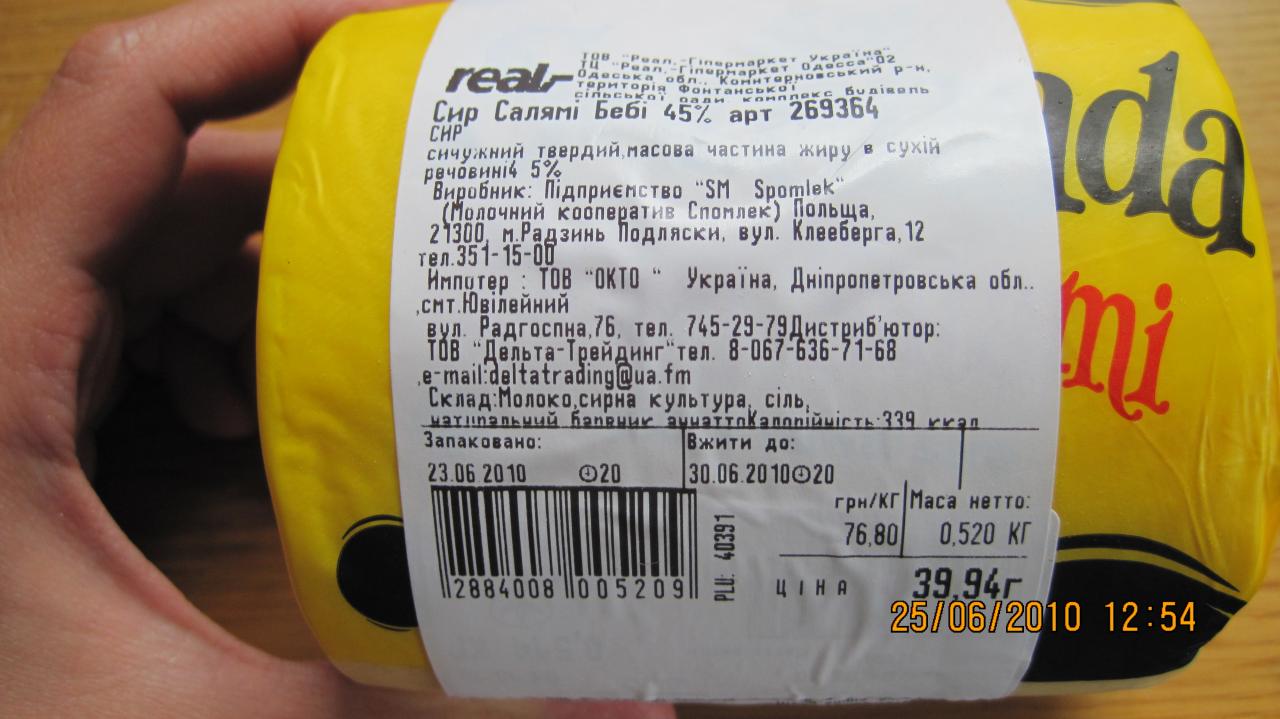 real,-
ТОВ "Реал,-Гіпермаркет Україна"
ТЦ "Реал,-Гіпермаркет Одесса"02
Одеська обл., Комінтерновський р-н,
територія Фонтанської
сільської ради, комплекс будівель
Сир Салямі Бебі 45% арт 269364
СИР
сичужний твердий,масова частина жиру в сухій
речовині4 5%
Виробник: Підприємство "SM Spomlek"
(Молочний кооператив Спомлек) Польща,
21300, м.Радзинь Подляски, вул. Клееберга,12
тел.351-15-00
Импотер : ТОВ "ОКТО " Україна, Дніпропетровська обл..
,смт.Ювілейний
вул. Радгоспна,76, тел. 745-29-79Дистриб'ютор:
ТОВ "Дельта-Трейдинг"тел. 8-067-636-71-68
,e-mail:deltatrading@ua.fm
Склад:Молоко,сирна культура, сіль,
натуральний барвник аннаттоКалорійність:339 ккал
Запаковано:
Вжити до:
23.06.2010 20
30.06.2010 20
грн/КГ Маса нетто:
76,80 0,520 КГ
2884008 005209
PLU: 40391
ЦІНА 39,94г
nda
mi
25/06/2010 12:54